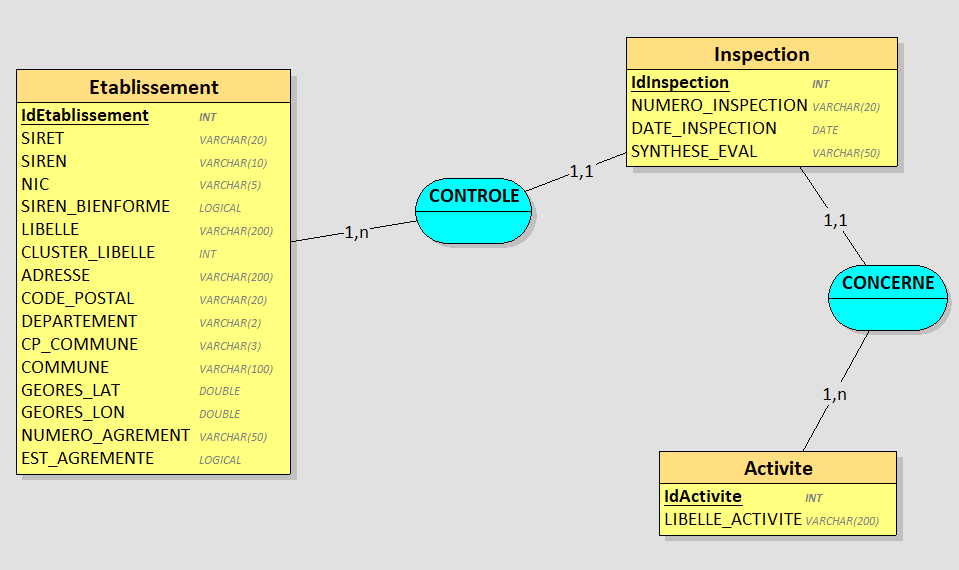 Etablissement
IdEtablissement INT
SIRET VARCHAR(20)
SIREN VARCHAR(10)
NIC VARCHAR(5)
SIREN_BIENFORME LOGICAL
LIBELLE VARCHAR(200)
CLUSTER_LIBELLE INT
ADRESSE VARCHAR(200)
CODE_POSTAL VARCHAR(20)
DEPARTEMENT VARCHAR(2)
CP_COMMUNE VARCHAR(3)
COMMUNE VARCHAR(100)
GEORES_LAT DOUBLE
GEORES_LON DOUBLE
NUMERO_AGREMENT VARCHAR(50)
EST_AGREMENTE LOGICAL
1,n
CONTROLE
1,1
Inspection
IdInspection INT
NUMERO_INSPECTION VARCHAR(20)
DATE_INSPECTION DATE
SYNTHESE_EVAL VARCHAR(50)
1,1
CONCERNE
1,n
Activite
IdActivite INT
LIBELLE_ACTIVITE VARCHAR(200)